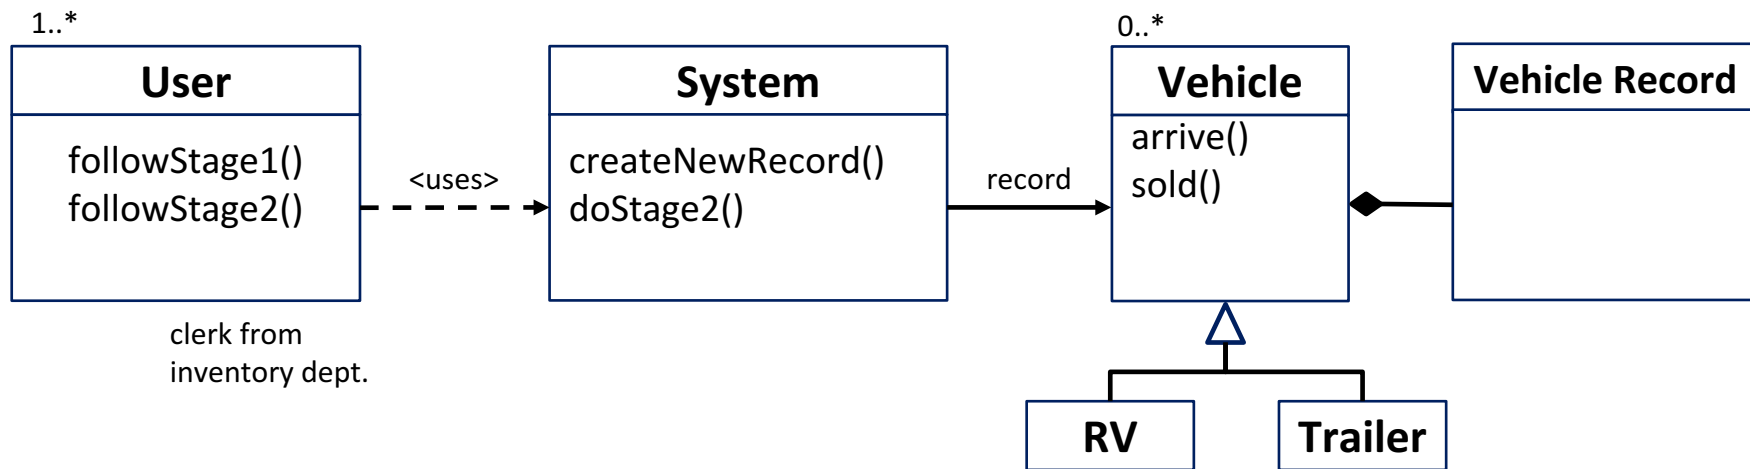 1..*
User
followStage1()
followStage2()
clerk from
inventory dept.
<uses>
System
createNewRecord()
doStage2()
record
0..*
Vehicle
arrive()
sold()
Vehicle Record
RV
Trailer